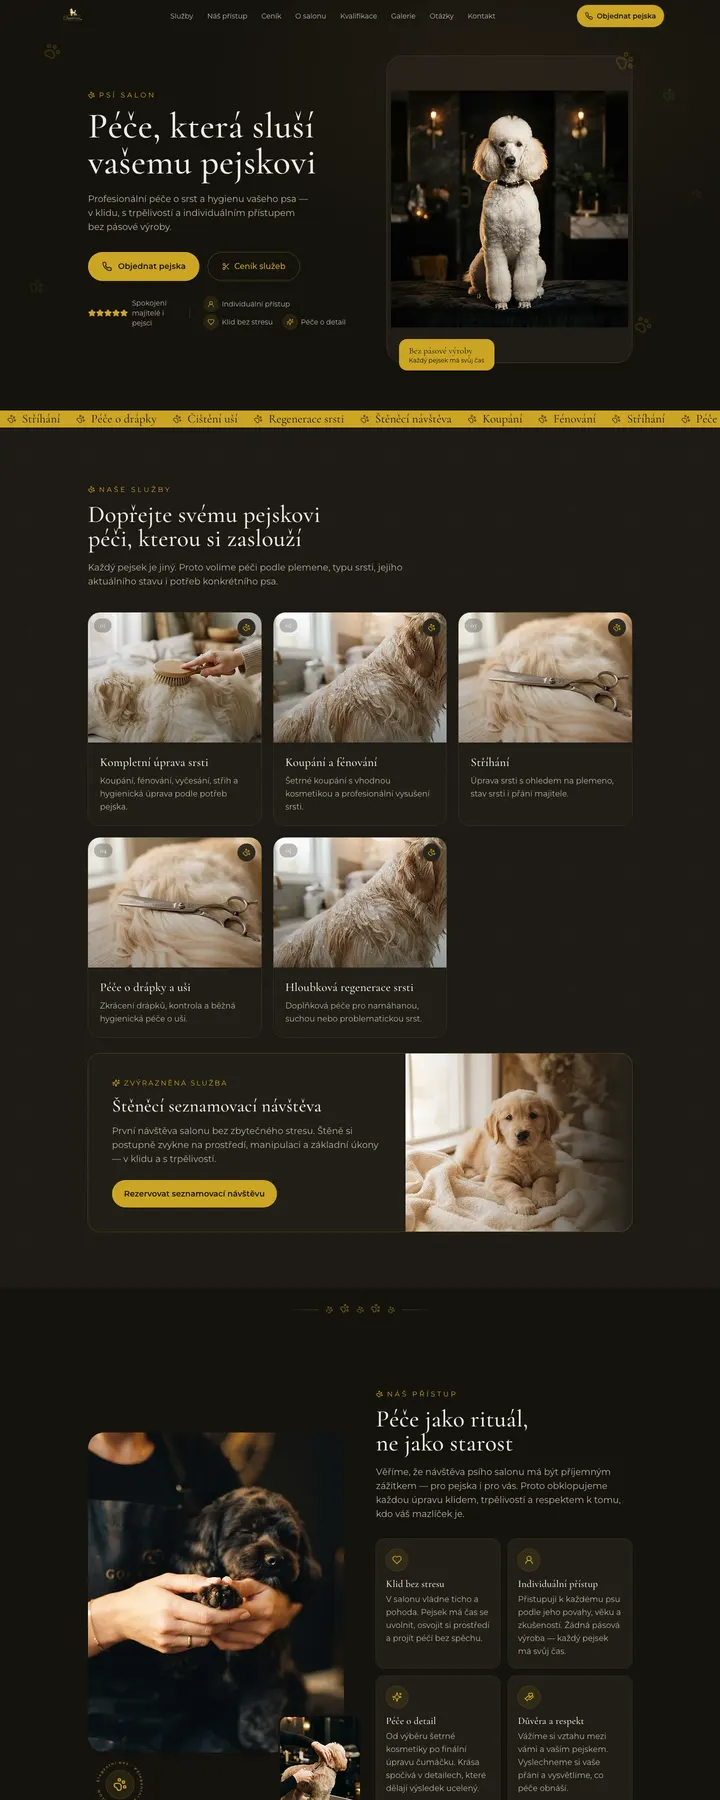 Služby Náš přístup Ceník O salonu Kvalifikace Galerie Otázky Kontakt
Objednat pejska
PSÍ SALON
Péče, která sluší
vašemu pejskovi
Profesionální péče o srst a hygienu vašeho psa —
v klidu, s trpělivostí a individuálním přístupem
bez pásové výroby.
Objednat pejska
Ceník služeb
Spokojení
majitelé i
pejsci
Individuální přístup
Klid bez stresu
Péče o detail
Bez pásové výroby
Každý pejsek má svůj čas
Stříhání Péče o drápky Čištění uší Regenerace srsti Štěněcí návštěva Koupání Fénování Stříhání Péče
NAŠE SLUŽBY
Dopřejte svému pejskovi
péči, kterou si zaslouží
Každý pejsek je jiný. Proto volíme péči podle plemene, typu srsti, jejího
aktuálního stavu i potřeb konkrétního psa.
01
02
03
Kompletní úprava srsti
Koupání, fénování, vyčesání, střih a
hygienická úprava podle potřeb
pejska.
Koupání a fénování
Šetrné koupání s vhodnou
kosmetikou a profesionální vysušení
srsti.
Stříhání
Úprava srsti s ohledem na plemeno,
stav srsti i přání majitele.
04
05
Péče o drápky a uši
Zkrácení drápků, kontrola a běžná
hygienická péče o uši.
Hloubková regenerace srsti
Doplňková péče pro namáhanou,
suchou nebo problematickou srst.
ZVÝRAZNĚNÁ SLUŽBA
Štěněcí seznamovací návštěva
První návštěva salonu bez zbytečného stresu. Štěně si
postupně zvykne na prostředí, manipulaci a základní úkony
— v klidu a s trpělivostí.
Rezervovat seznamovací návštěvu
NÁŠ PŘÍSTUP
Péče jako rituál,
ne jako starost
Věříme, že návštěva psího salonu má být příjemným
zážitkem — pro pejska i pro vás. Proto obklopujeme
každou úpravu klidem, trpělivostí a respektem k tomu,
kdo váš mazlíček je.
Klid bez stresu
V salonu vládne ticho a
pohoda. Pejsek má čas se
uvolnit, osvojit si prostředí
a projít péčí bez spěchu.
Individuální přístup
Přistupuji k každému psu
podle jeho povahy, věku a
zkušeností. Žádná pásová
výroba — každý pejsek
má svůj čas.
Péče o detail
Od výběru šetrné
kosmetiky po finální
úpravu čumáčku. Krása
spočívá v detailech, které
dělají výsledek ucelený.
Důvěra a respekt
Vážíme si vztahu mezi
vámi a vaším pejskem.
Vyslechneme si vaše
přání a vysvětlíme, co
péče obnáší.